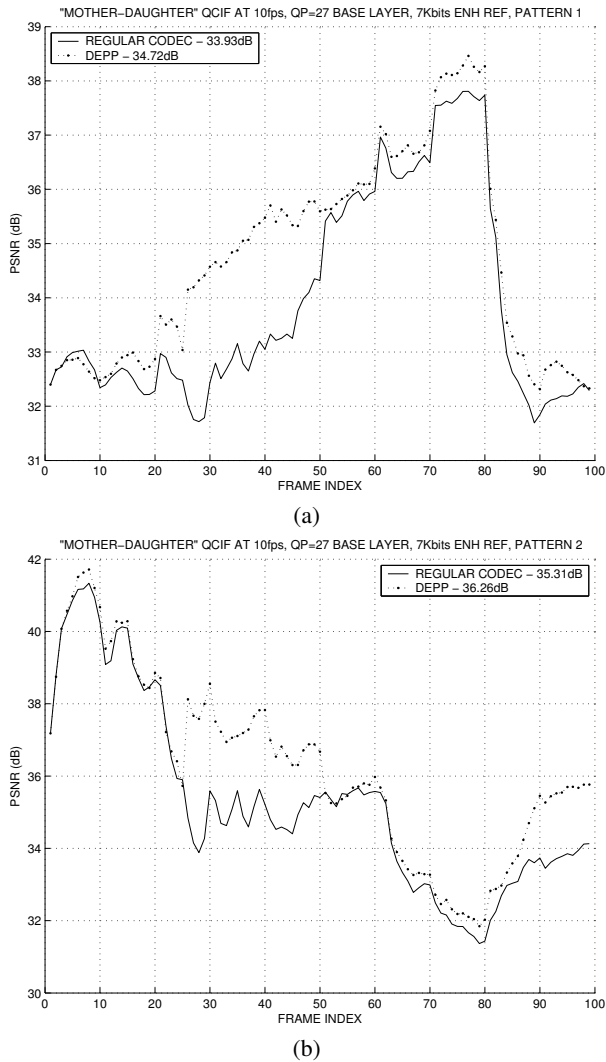 "MOTHER−DAUGHTER" QCIF AT 10fps, QP=27 BASE LAYER, 7Kbits ENH REF, PATTERN 1
39
38
37
36
35
34
33
32
31
PSNR (dB)
REGULAR CODEC − 33.93dB
DEPP − 34.72dB
0 10 20 30 40 50 60 70 80 90 100
FRAME INDEX
(a)
"MOTHER−DAUGHTER" QCIF AT 10fps, QP=27 BASE LAYER, 7Kbits ENH REF, PATTERN 2
42
40
38
36
34
32
30
PSNR (dB)
REGULAR CODEC − 35.31dB
DEPP − 36.26dB
0 10 20 30 40 50 60 70 80 90 100
FRAME INDEX
(b)